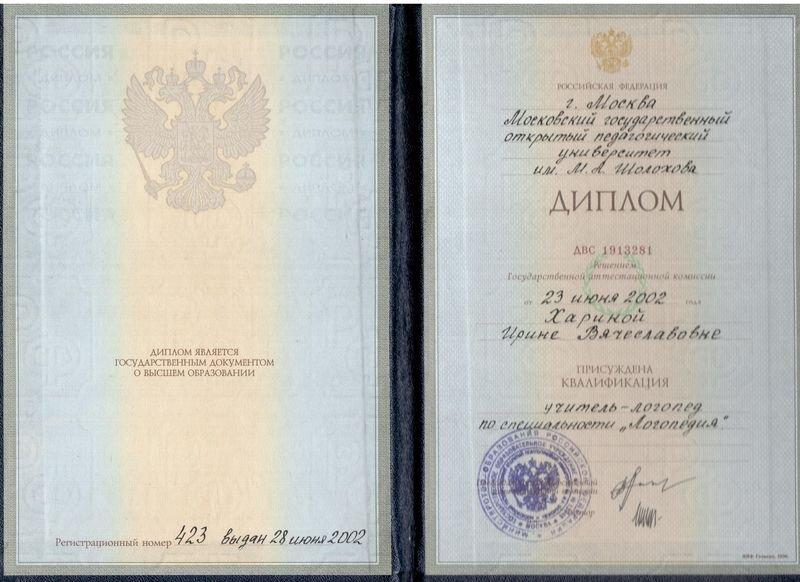 ДИПЛОМ ЯВЛЯЕТСЯ
ГОСУДАРСТВЕННЫМ ДОКУМЕНТОМ
О ВЫСШЕМ ОБРАЗОВАНИИ
Регистрационный номер 423 выдан 28 июня 2002
РОССИЙСКАЯ ФЕДЕРАЦИЯ
г. Москва
Московский государственный
открытый педагогический
университет
им. М. А. Шолохова
ДИПЛОМ
ДВС 1913281
Решением
Государственной аттестационной комиссии
от 23 июня 2002 года
Хариной
Ирине Вячеславовне
ПРИСУЖДЕНА
КВАЛИФИКАЦИЯ
учитель-логопед
по специальности „Логопедия"